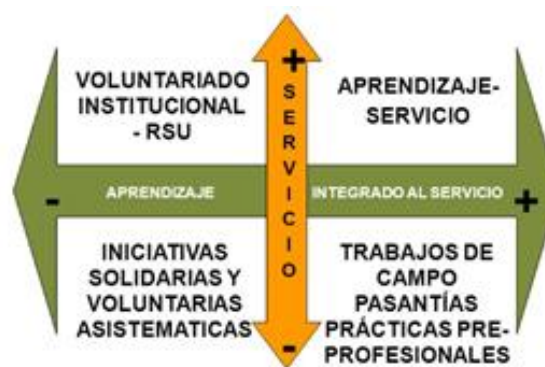 VOLUNTARIADO
INSTITUCIONAL
- RSU
+
SERVICIO
APRENDIZAJE-
SERVICIO
-
APRENDIZAJE
INTEGRADO AL SERVICIO
+
INICIATIVAS
SOLIDARIAS Y
VOLUNTARIAS
ASISTEMATICAS
-
TRABAJOS DE
CAMPO
PASANTÍAS
PRÁCTICAS PRE-
PROFESIONALES